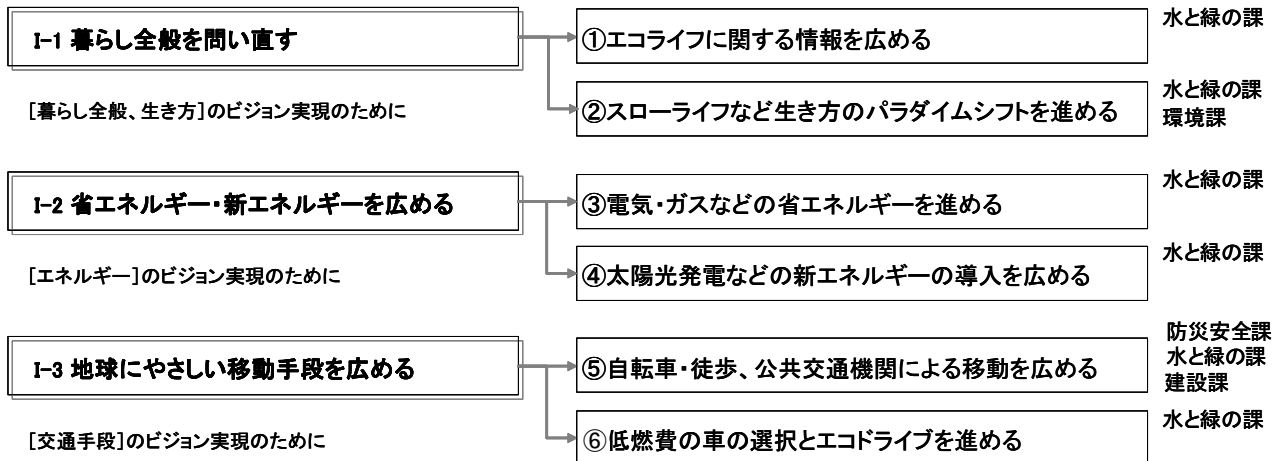 I-1 暮らし全般を問い直す
①エコライフに関する情報を広める
水と緑の課
[暮らし全般、生き方]のビジョン実現のために
②スローライフなど生き方のパラダイムシフトを進める
水と緑の課
環境課
I-2 省エネルギー・新エネルギーを広める
③電気・ガスなどの省エネルギーを進める
水と緑の課
[エネルギー]のビジョン実現のために
④太陽光発電などの新エネルギーの導入を広める
水と緑の課
I-3 地球にやさしい移動手段を広める
⑤自転車・徒歩、公共交通機関による移動を広める
防災安全課
水と緑の課
建設課
[交通手段]のビジョン実現のために
⑥低燃費の車の選択とエコドライブを進める
水と緑の課